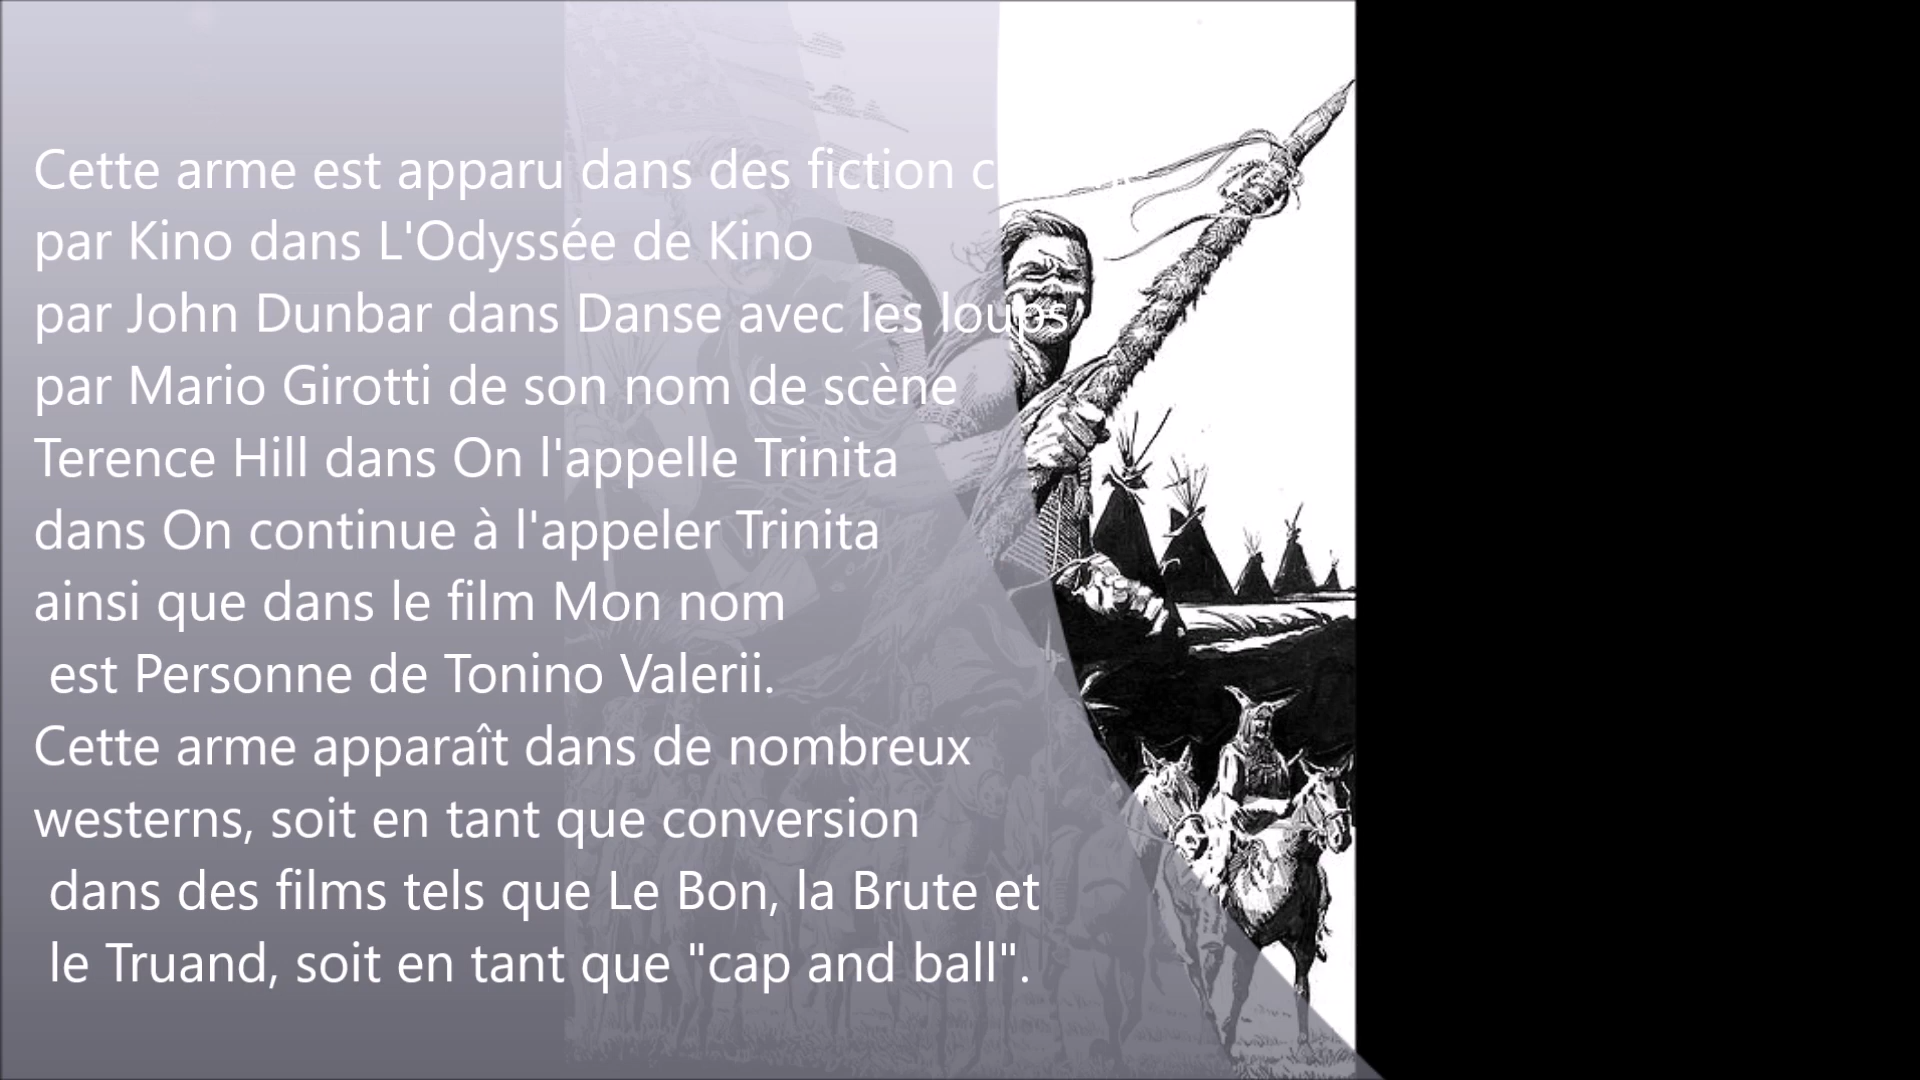 Cette arme est apparu dans des fiction c
par Kino dans L'Odyssée de Kino
par John Dunbar dans Danse avec les loups
par Mario Girotti de son nom de scène
Terence Hill dans On l'appelle Trinita
dans On continue à l'appeler Trinita
ainsi que dans le film Mon nom
est Personne de Tonino Valerii.
Cette arme apparaît dans de nombreux
westerns, soit en tant que conversion
dans des films tels que Le Bon, la Brute et
le Truand, soit en tant que "cap and ball".